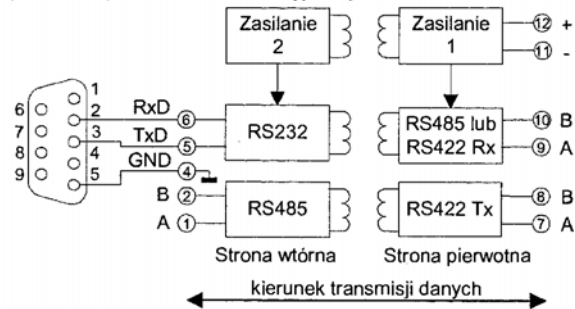 Zasilanie 2
Zasilanie 1
12 +
11 -
1
6
2
7
3
8
4
9
5
RxD 6
TxD 5
GND 4
RS232
RS485 lub
RS422 Rx
10 B
9 A
B 2
A 1
RS485
RS422 Tx
8 B
7 A
Strona wtórna
Strona pierwotna
kierunek transmisji danych